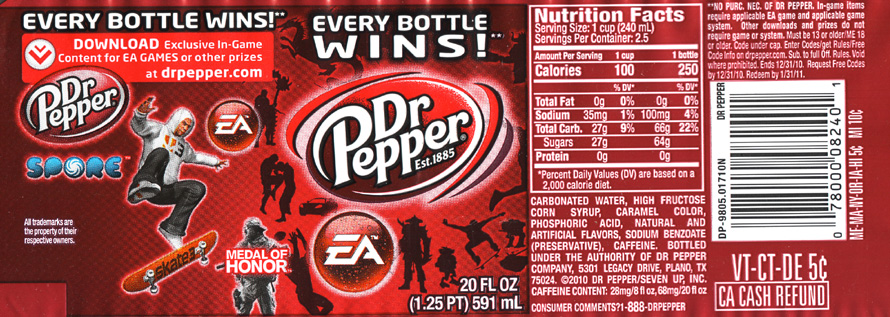 EVERY BOTTLE WINS!**
DOWNLOAD Exclusive In-Game
Content for EA GAMES or other prizes
at drpepper.com
Dr
Pepper
EA
SPORE
All trademarks are
the property of their
respective owners.
skate3
MEDAL OF
HONOR
EVERY BOTTLE
WINS!**
Dr
Pepper
Est.1885
EA
20 FL OZ
(1.25 PT) 591 mL
Nutrition Facts
Serving Size: 1 cup (240 mL)
Servings Per Container: 2.5
Amount Per Serving 1 cup 1 bottle
Calories 100 250
% DV* % DV*
Total Fat 0g 0% 0g 0%
Sodium 35mg 1% 100mg 4%
Total Carb. 27g 9% 66g 22%
Sugars 27g 64g
Protein 0g 0g
*Percent Daily Values (DV) are based on a
2,000 calorie diet.
CARBONATED WATER, HIGH FRUCTOSE
CORN SYRUP, CARAMEL COLOR,
PHOSPHORIC ACID, NATURAL AND
ARTIFICIAL FLAVORS, SODIUM BENZOATE
(PRESERVATIVE), CAFFEINE. BOTTLED
UNDER THE AUTHORITY OF DR PEPPER
COMPANY, 5301 LEGACY DRIVE, PLANO, TX
75024. ©2010 DR PEPPER/SEVEN UP, INC.
CAFFEINE CONTENT: 28mg/8 fl oz, 68mg/20 fl oz
CONSUMER COMMENTS?1-888-DRPEPPER
**NO PURC. NEC. OF DR PEPPER. In-game items
require applicable EA game and applicable game
system. Other downloads and prizes do not
require game or system. Must be 13 or older/ME 18
or older. Code under cap. Enter Codes/get Rules/Free
Code Info on drpepper.com. Sub. to full Off. Rules. Void
where prohibited. Ends 12/31/10. Request Free Codes
by 12/31/10. Redeem by 1/31/11.
DP-9805.01710N DR PEPPER
0 78000 08240 1
ME-MA-NY-OR-IA-HI 5¢ MI 10¢
VT-CT-DE 5¢
CA CASH REFUND